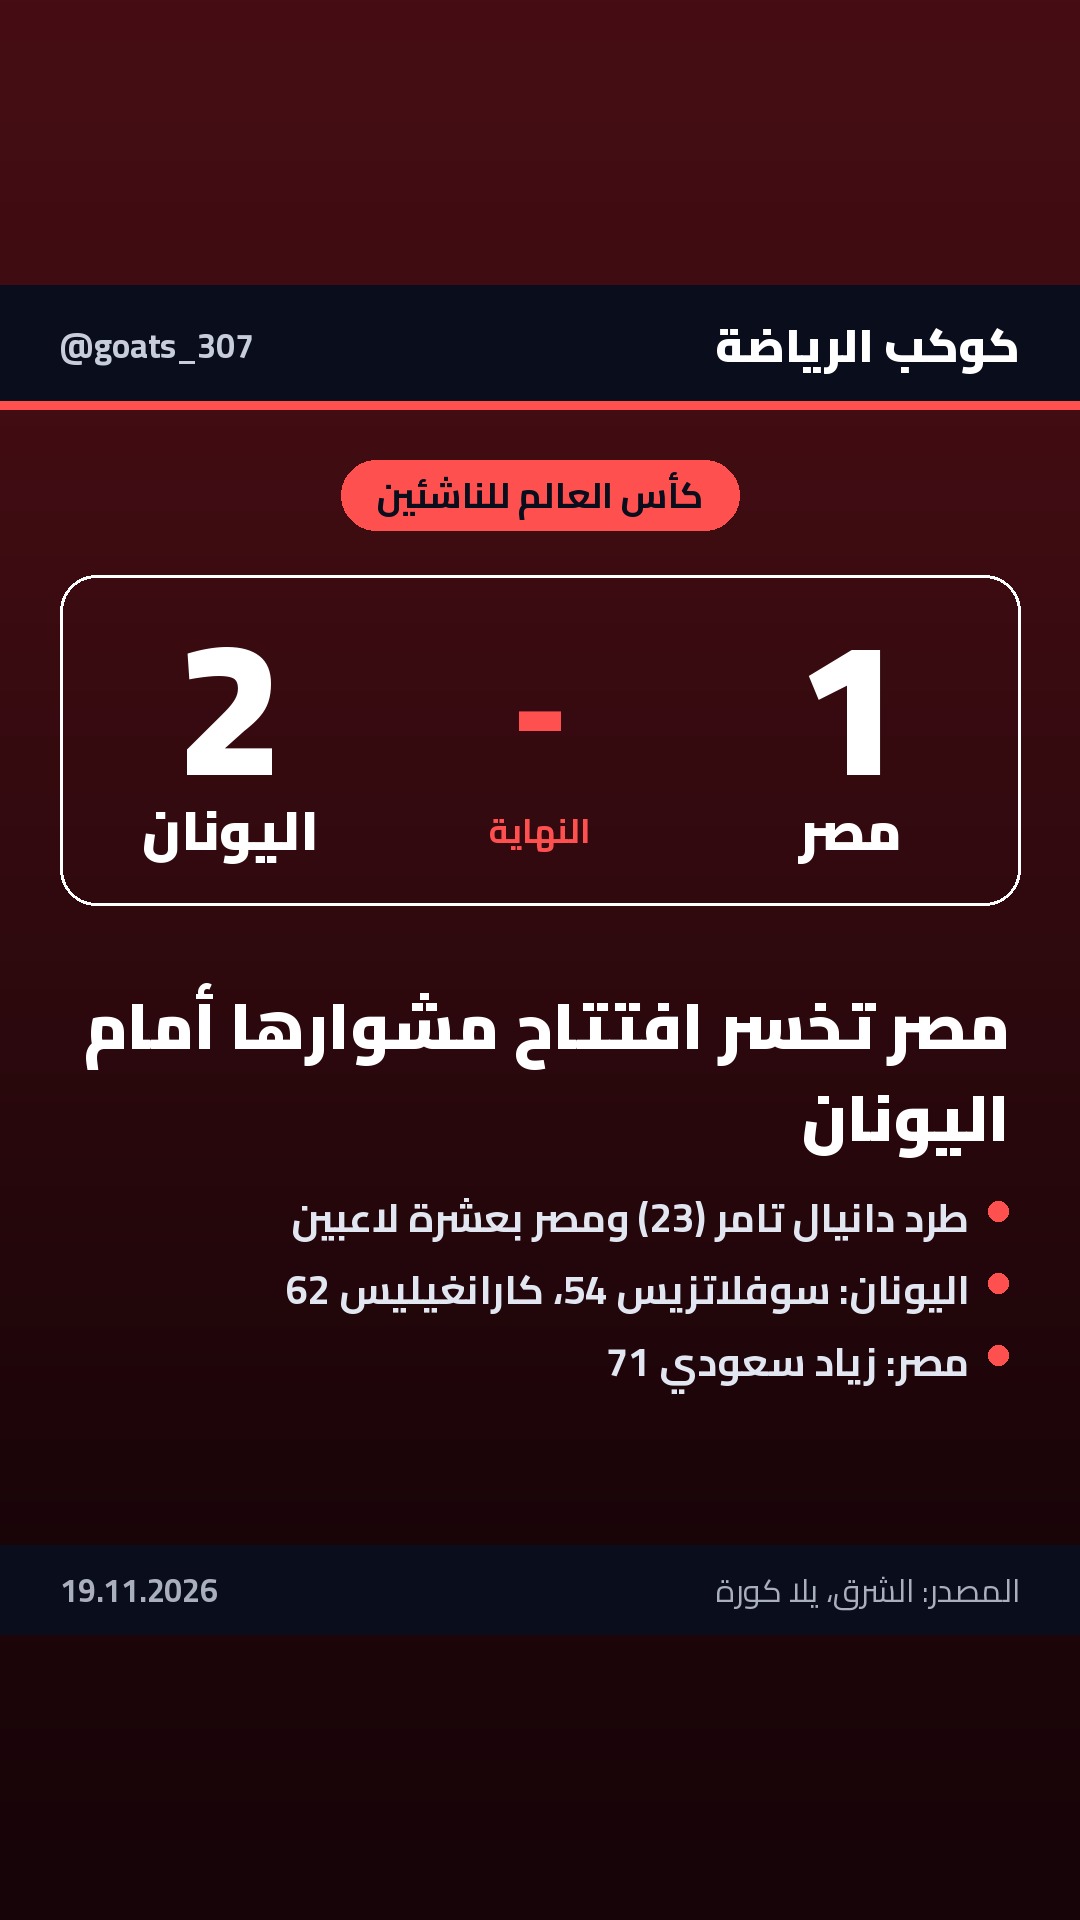 كوكب الرياضة
@goats_307
كأس العالم للناشئين
1 - 2
مصر النهاية اليونان
مصر تخسر افتتاح مشوارها أمام
اليونان
طرد دانيال تامر (23) ومصر بعشرة لاعبين
اليونان: سوفلاتزيس 54، كارانغيليس 62
مصر: زياد سعودي 71
المصدر: الشرق، يلا كورة
19.11.2026